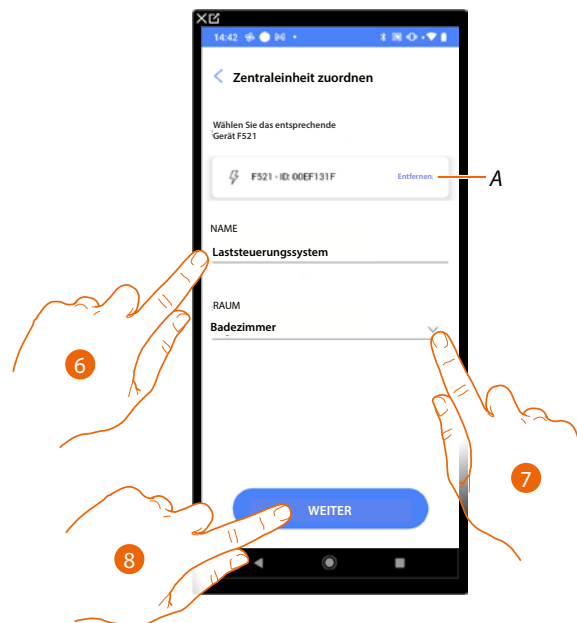 14:42
Zentraleinheit zuordnen
Wählen Sie das entsprechende
Gerät F521
F521 - ID: 00EF131F
Entfernen
A
NAME
Laststeuerungssystem
RAUM
Badezimmer
6
7
WEITER
8